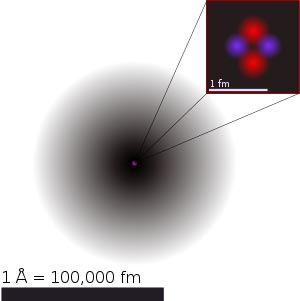 1 fm
1 Å = 100,000 fm